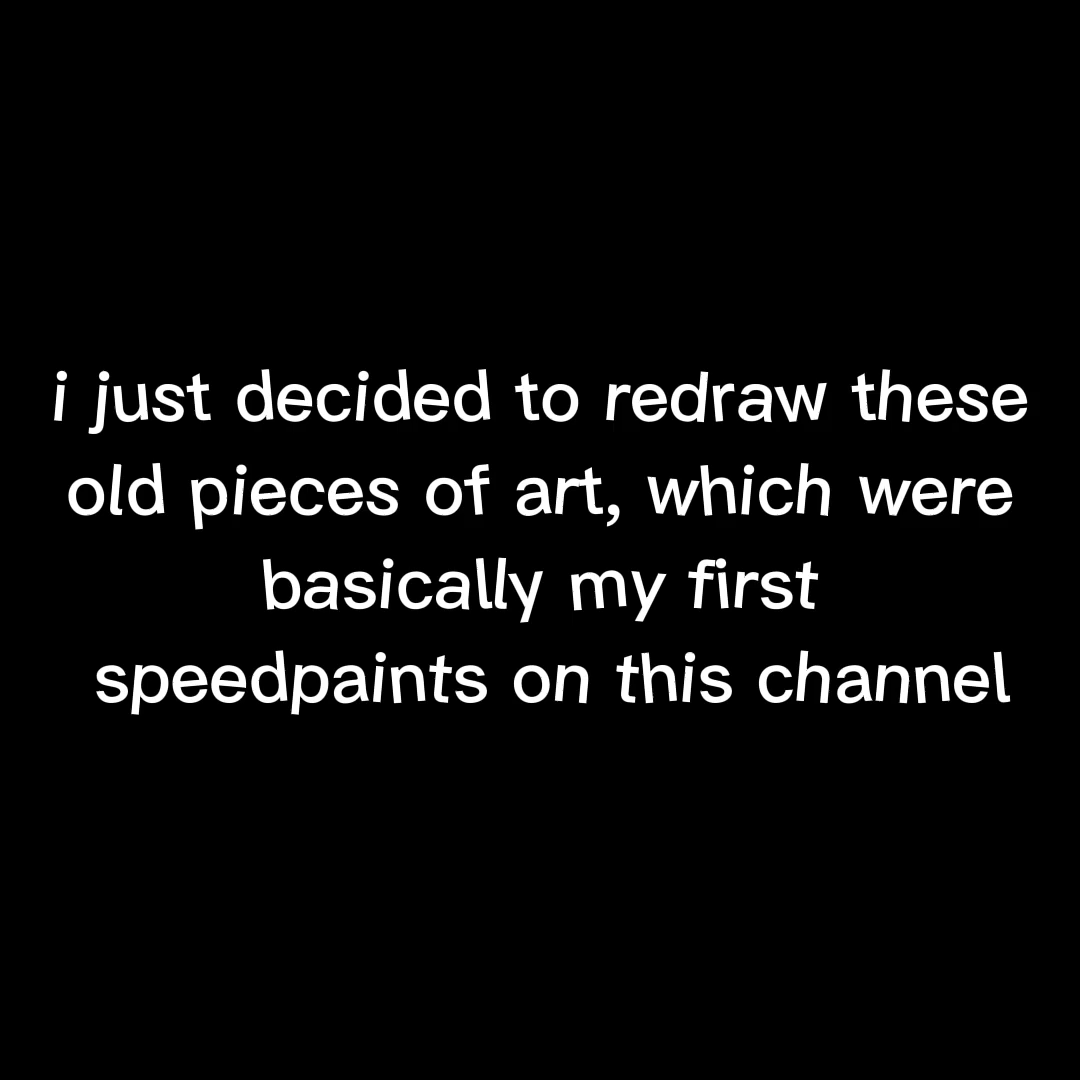 i just decided to redraw these
old pieces of art, which were
basically my first
speedpaints on this channel